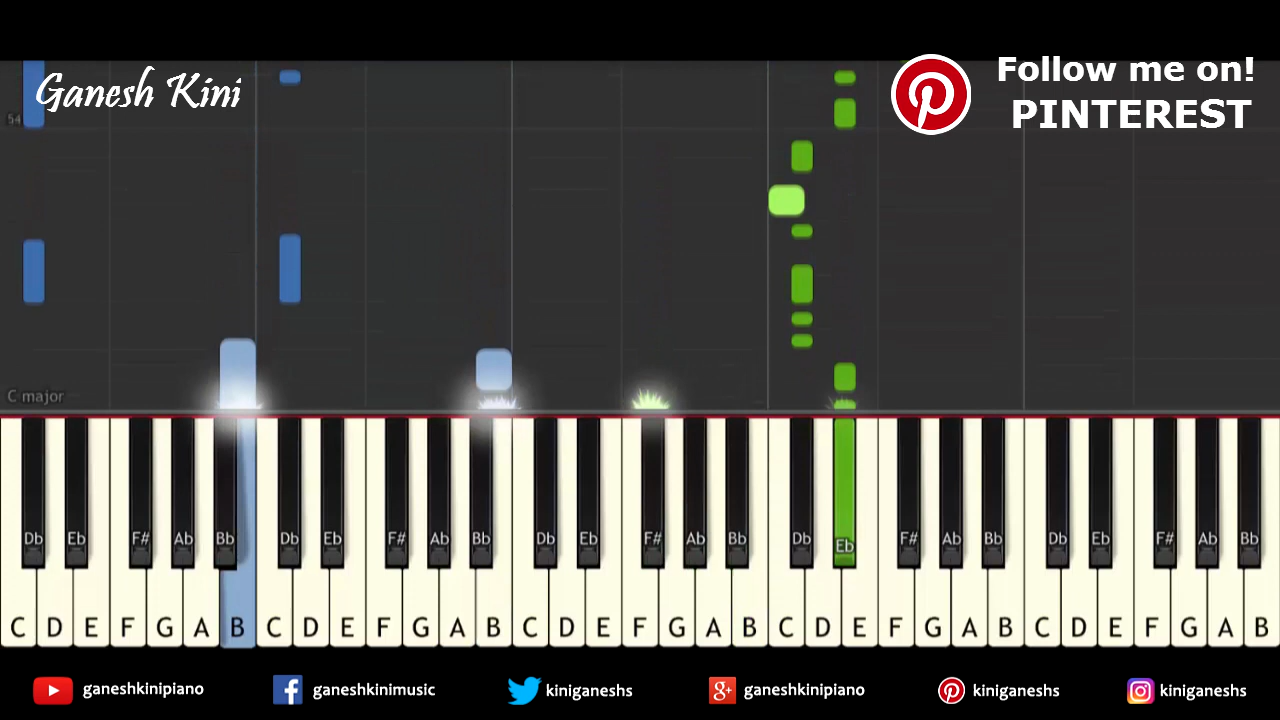 Ganesh Kini
Follow me on!
PINTEREST
54
C major
Db Eb F# Ab Bb Db Eb F# Ab Bb Db Eb F# Ab Bb Db Eb F# Ab Bb Db Eb F# Ab Bb
C D E F G A B C D E F G A B C D E F G A B C D E F G A B C D E F G A B
ganeshkinipiano ganeshkinimusic kiniganeshs ganeshkinipiano kiniganeshs kiniganeshs